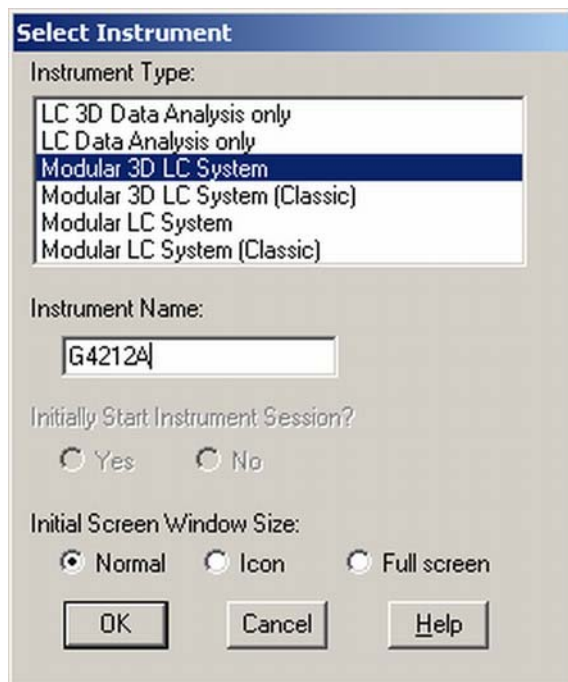 Select Instrument
Instrument Type:
LC 3D Data Analysis only
LC Data Analysis only
Modular 3D LC System
Modular 3D LC System (Classic)
Modular LC System
Modular LC System (Classic)
Instrument Name:
G4212A
Initially Start Instrument Session?
Yes No
Initial Screen Window Size:
Normal Icon Full screen
OK Cancel Help